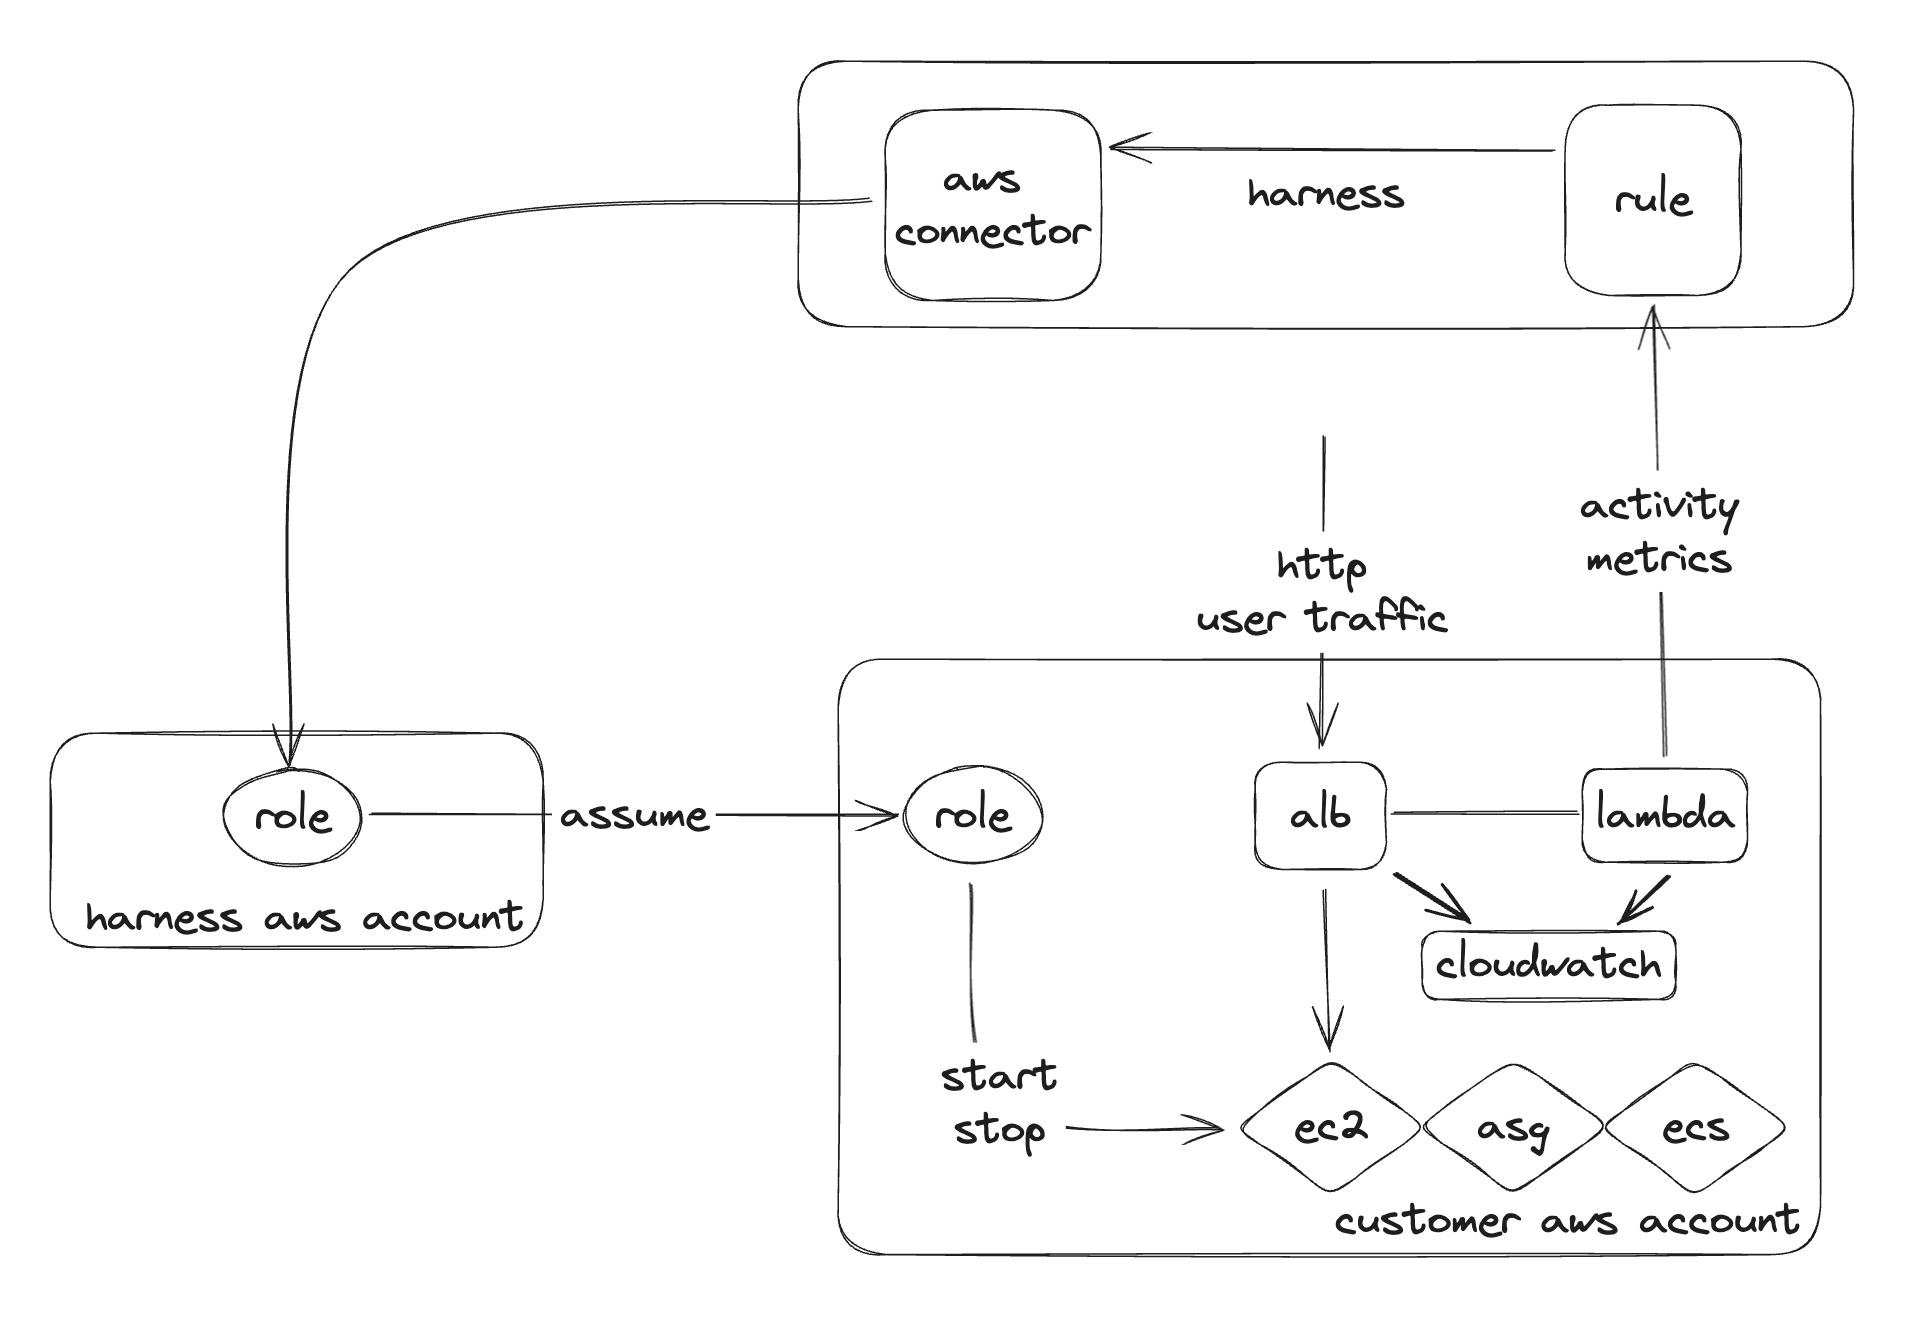 aws
connector
harness
rule
activity
metrics
http
user traffic
role
assume
role
alb
lambda
harness aws account
cloudwatch
start
stop
ec2
asg
ecs
customer aws account